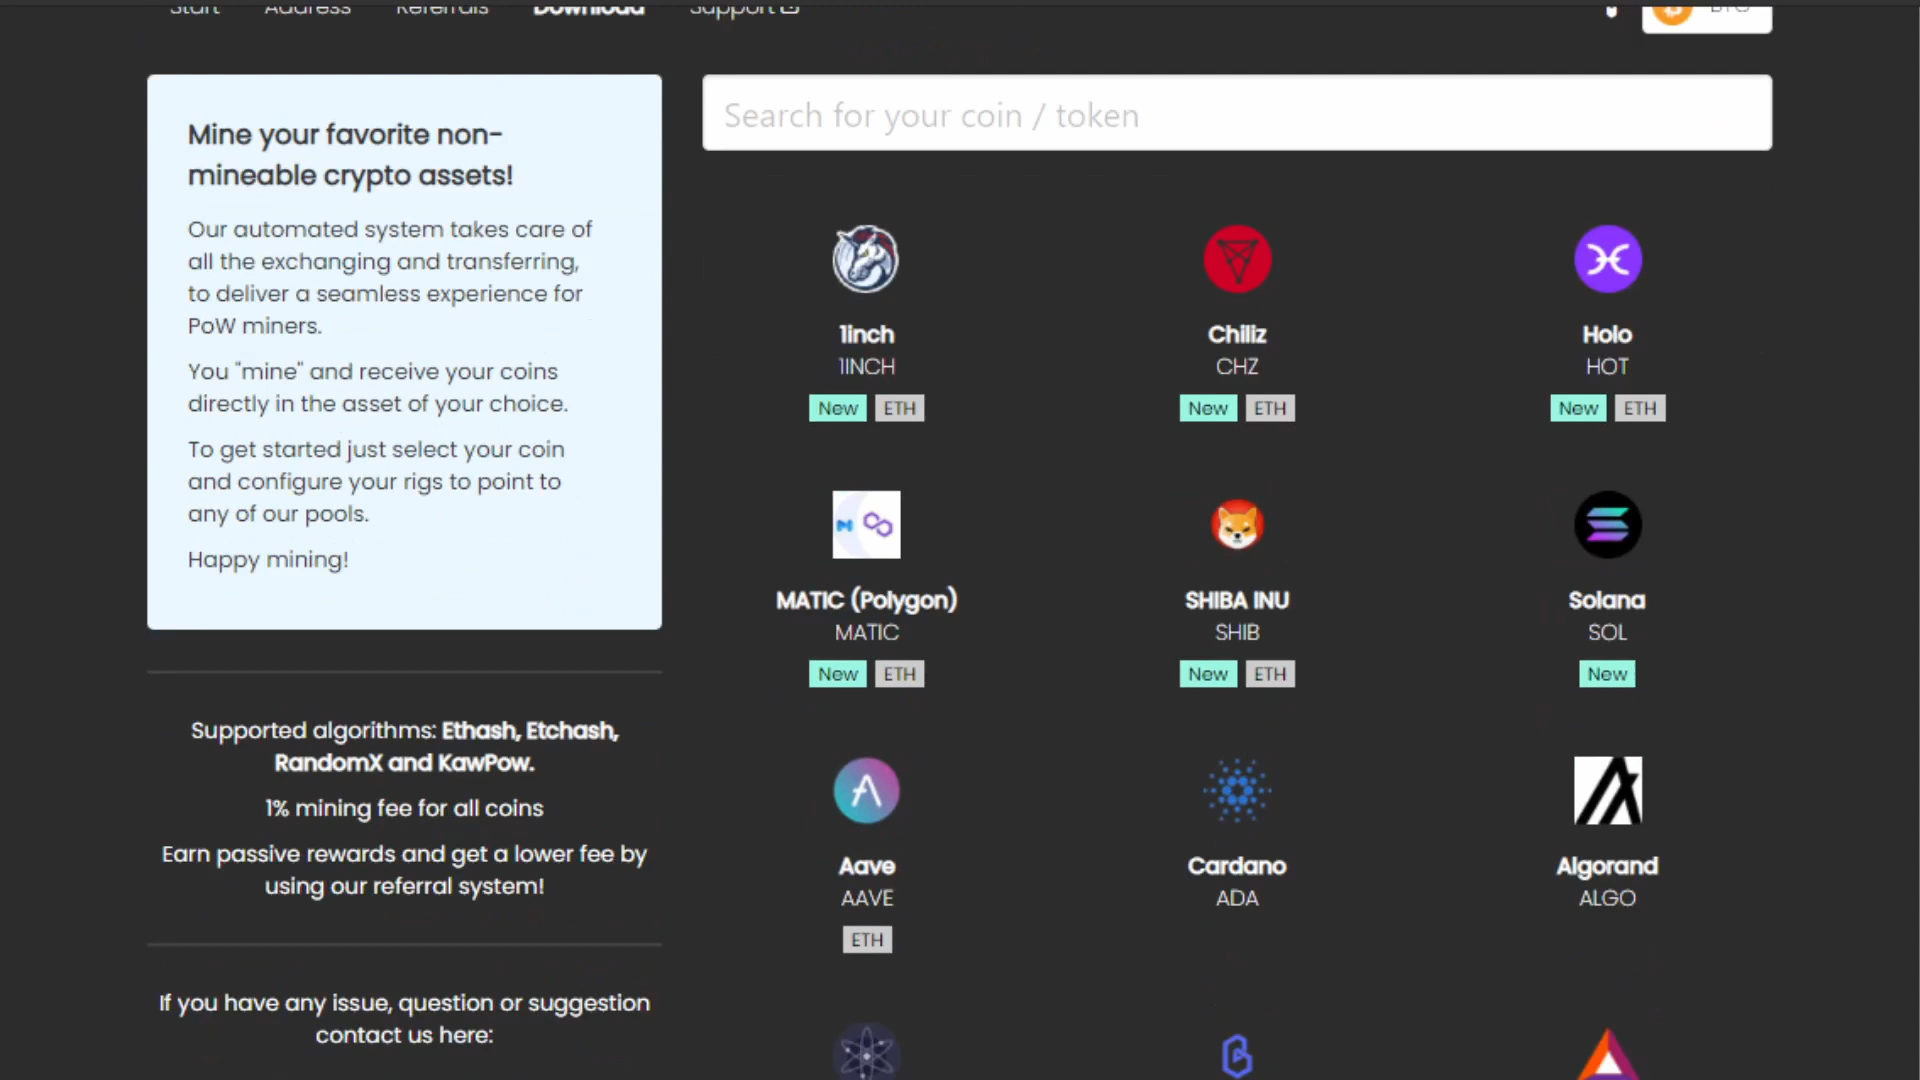 Start Address Referrals Download Support
BTC
Search for your coin / token
Mine your favorite non-
mineable crypto assets!
Our automated system takes care of
all the exchanging and transferring,
to deliver a seamless experience for
PoW miners.
You "mine" and receive your coins
directly in the asset of your choice.
To get started just select your coin
and configure your rigs to point to
any of our pools.
Happy mining!
Supported algorithms: Ethash, Etchash,
RandomX and KawPow.
1% mining fee for all coins
Earn passive rewards and get a lower fee by
using our referral system!
If you have any issue, question or suggestion
contact us here:
1inch Chiliz Holo
1INCH CHZ HOT
New ETH New ETH New ETH
MATIC (Polygon) SHIBA INU Solana
MATIC SHIB SOL
New ETH New ETH New
Aave Cardano Algorand
AAVE ADA ALGO
ETH